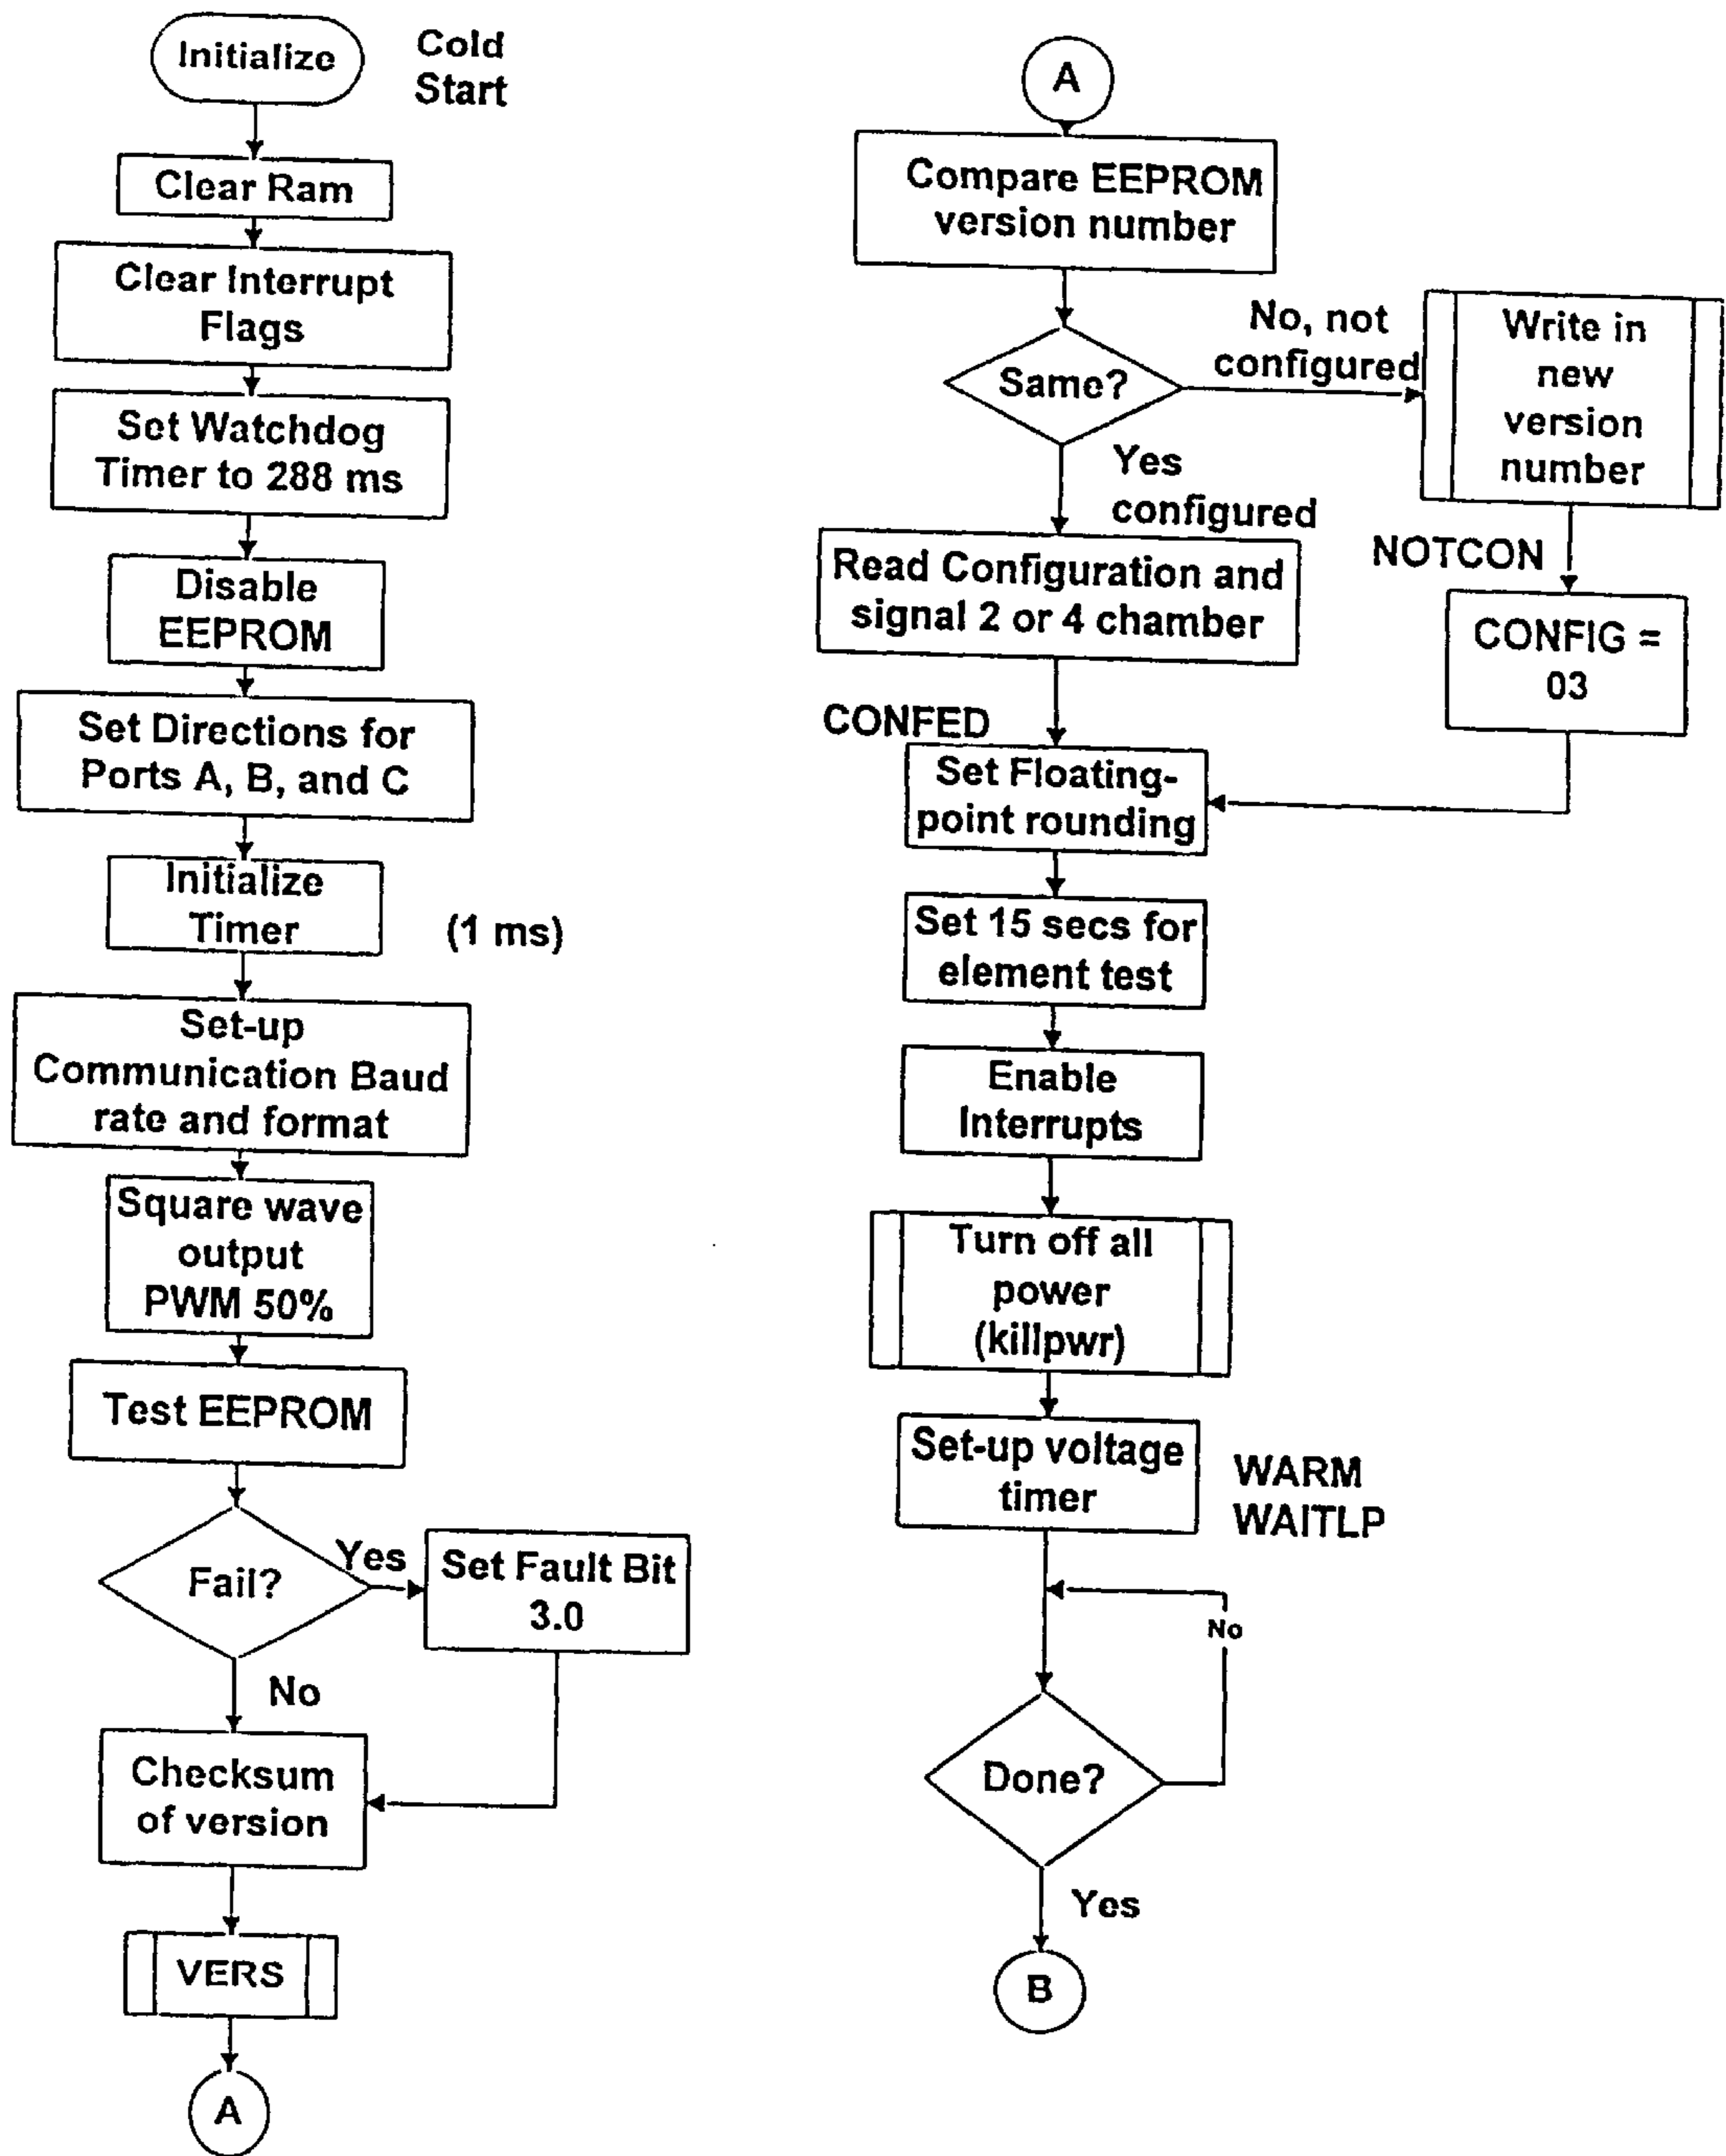 Initialize
Cold
Start
Clear Ram
Clear Interrupt
Flags
Set Watchdog
Timer to 288 ms
Disable
EEPROM
Set Directions for
Ports A, B, and C
Initialize
Timer
(1 ms)
Set-up
Communication Baud
rate and format
Square wave
output
PWM 50%
Test EEPROM
Fail?
Yes
Set Fault Bit
3.0
No
Checksum
of version
VERS
A
A
Compare EEPROM
version number
Same?
No, not
configured
Write in
new
version
number
Yes
configured
NOTCON
CONFIG =
03
Read Configuration and
signal 2 or 4 chamber
CONFED
Set Floating-
point rounding
Set 15 secs for
element test
Enable
Interrupts
Turn off all
power
(killpwr)
Set-up voltage
timer
WARM
WAITLP
No
Done?
Yes
B